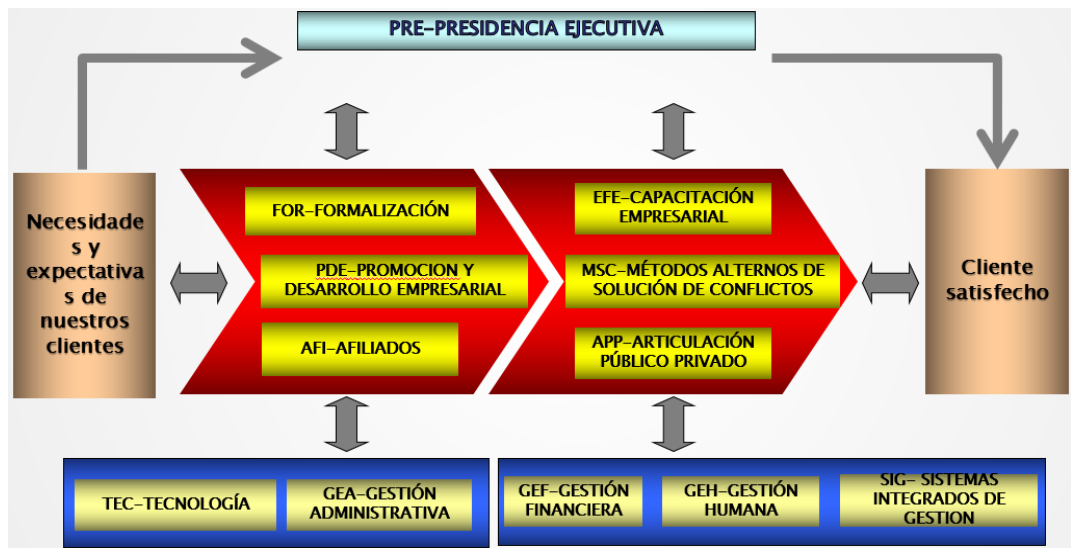 PRE-PRESIDENCIA EJECUTIVA
Necesidade
s y
expectativa
s de
nuestros
clientes
FOR-FORMALIZACIÓN
PDE-PROMOCION Y
DESARROLLO EMPRESARIAL
AFI-AFILIADOS
EFE-CAPACITACIÓN
EMPRESARIAL
MSC-MÉTODOS ALTERNOS DE
SOLUCIÓN DE CONFLICTOS
APP-ARTICULACIÓN
PÚBLICO PRIVADO
Cliente
satisfecho
TEC-TECNOLOGÍA
GEA-GESTIÓN
ADMINISTRATIVA
GEF-GESTIÓN
FINANCIERA
GEH-GESTIÓN
HUMANA
SIG- SISTEMAS
INTEGRADOS DE
GESTION